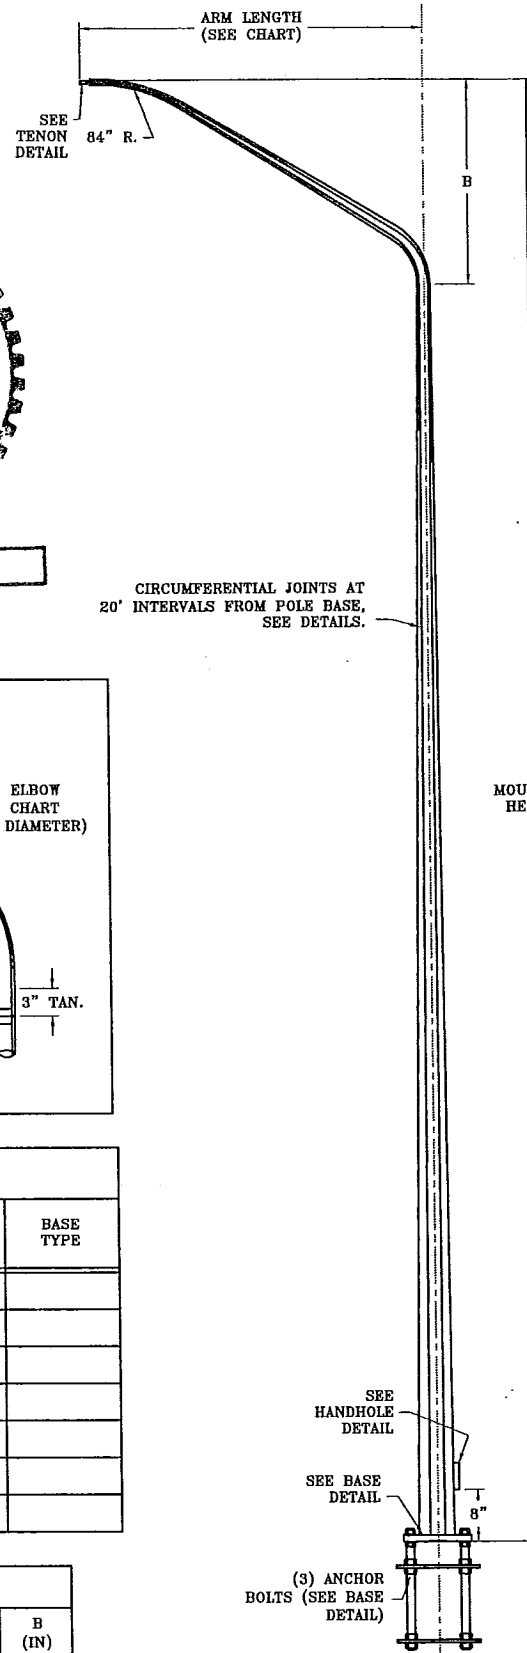 ARM LENGTH
(SEE CHART)
SEE
TENON
DETAIL
84" R.
B
CIRCUMFERENTIAL JOINTS AT
20' INTERVALS FROM POLE BASE,
SEE DETAILS.
ELBOW
CHART
DIAMETER)
MOU
HE
3" TAN.
BASE
TYPE
SEE
HANDHOLE
DETAIL
SEE BASE
DETAIL
8"
(3) ANCHOR
BOLTS (SEE BASE
DETAIL)
B
(IN)